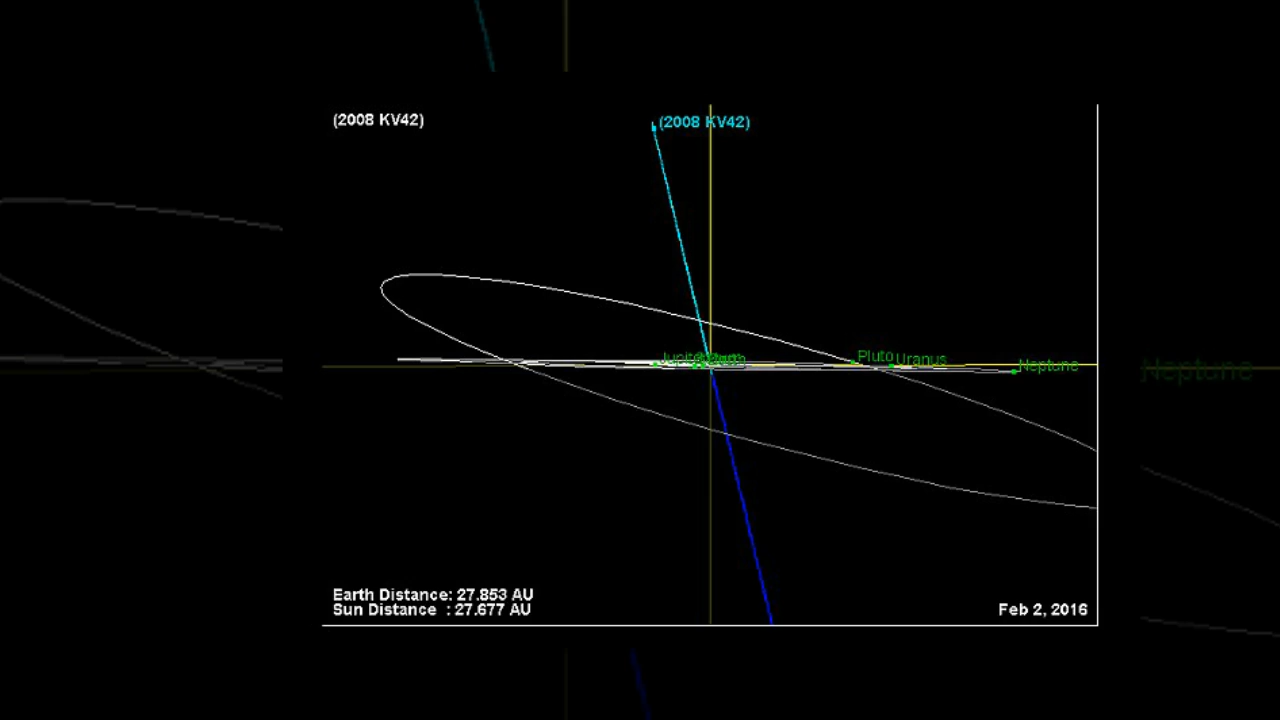 (2008 KV42)
(2008 KV42)
Pluto
Uranus
Neptune
Neptune
Earth Distance: 27.853 AU
Sun Distance : 27.677 AU
Feb 2, 2016